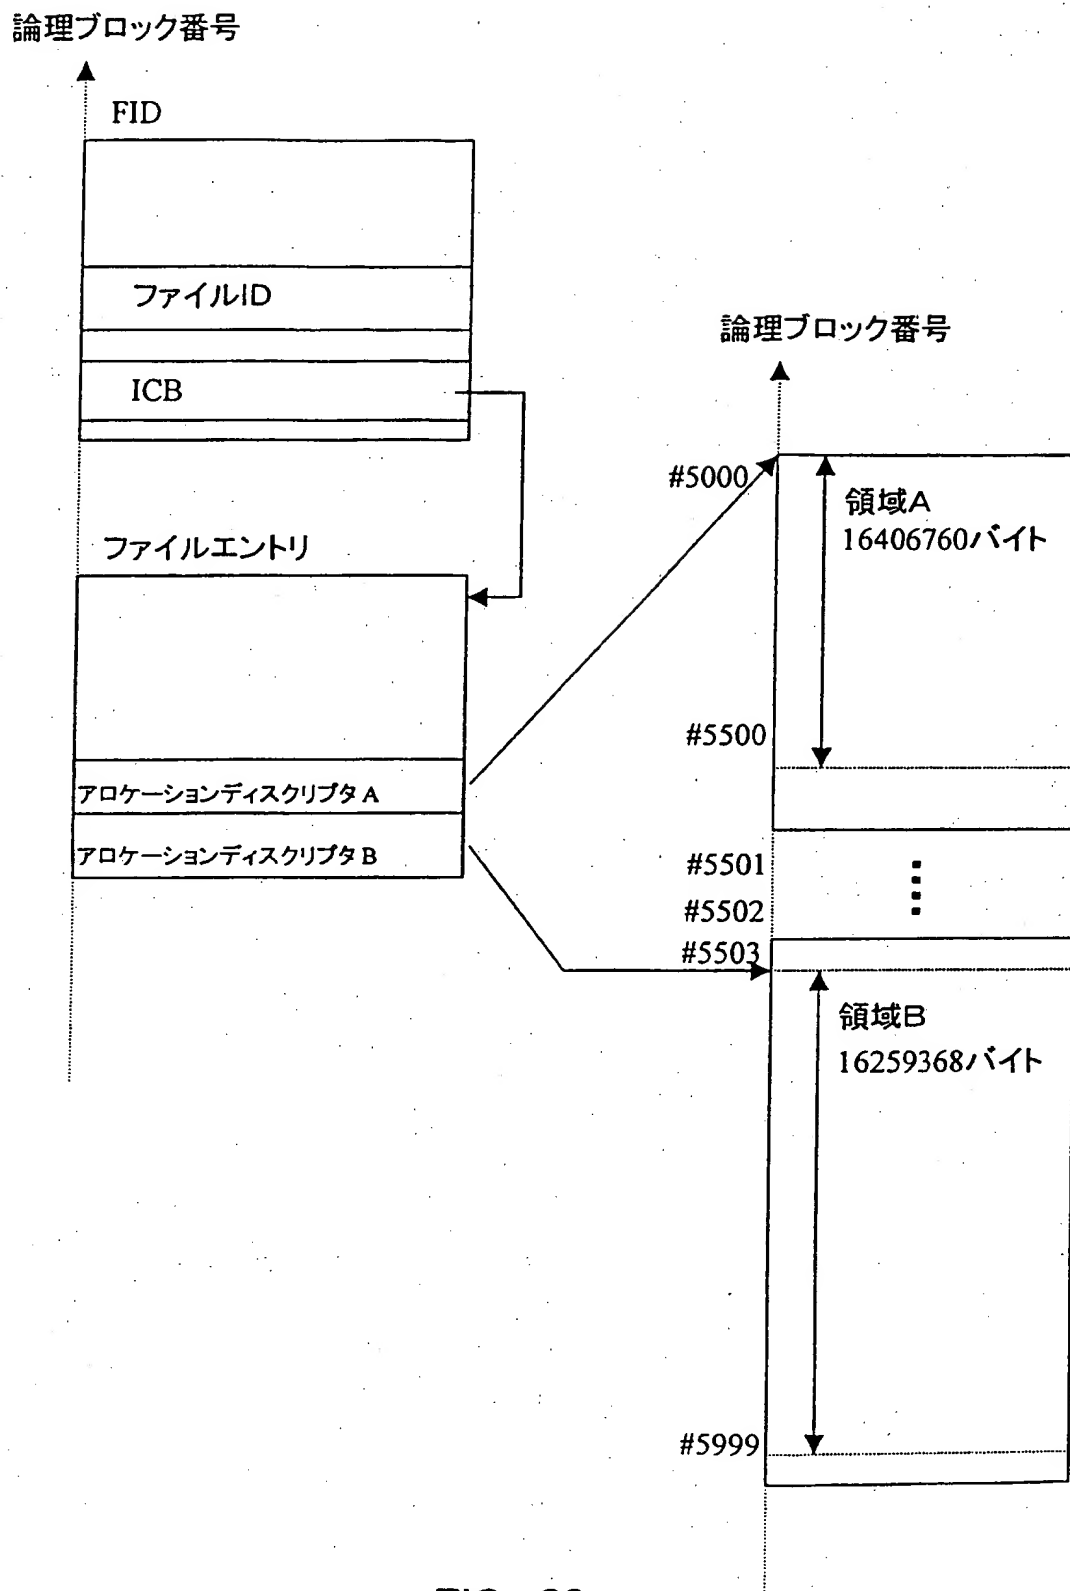 論理ブロック番号
FID
ファイルID
ICB
ファイルエントリ
アロケーションディスクリプタA
アロケーションディスクリプタB
論理ブロック番号
#5000
領域A
16406760バイト
#5500
#5501
#5502
#5503
領域B
16259368バイト
#5999